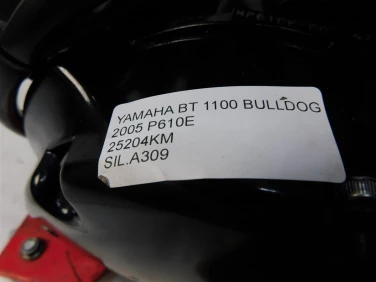 YAMAHA BT 1100 BULLDOG
2005 P610E
25204KM
SIL.A309